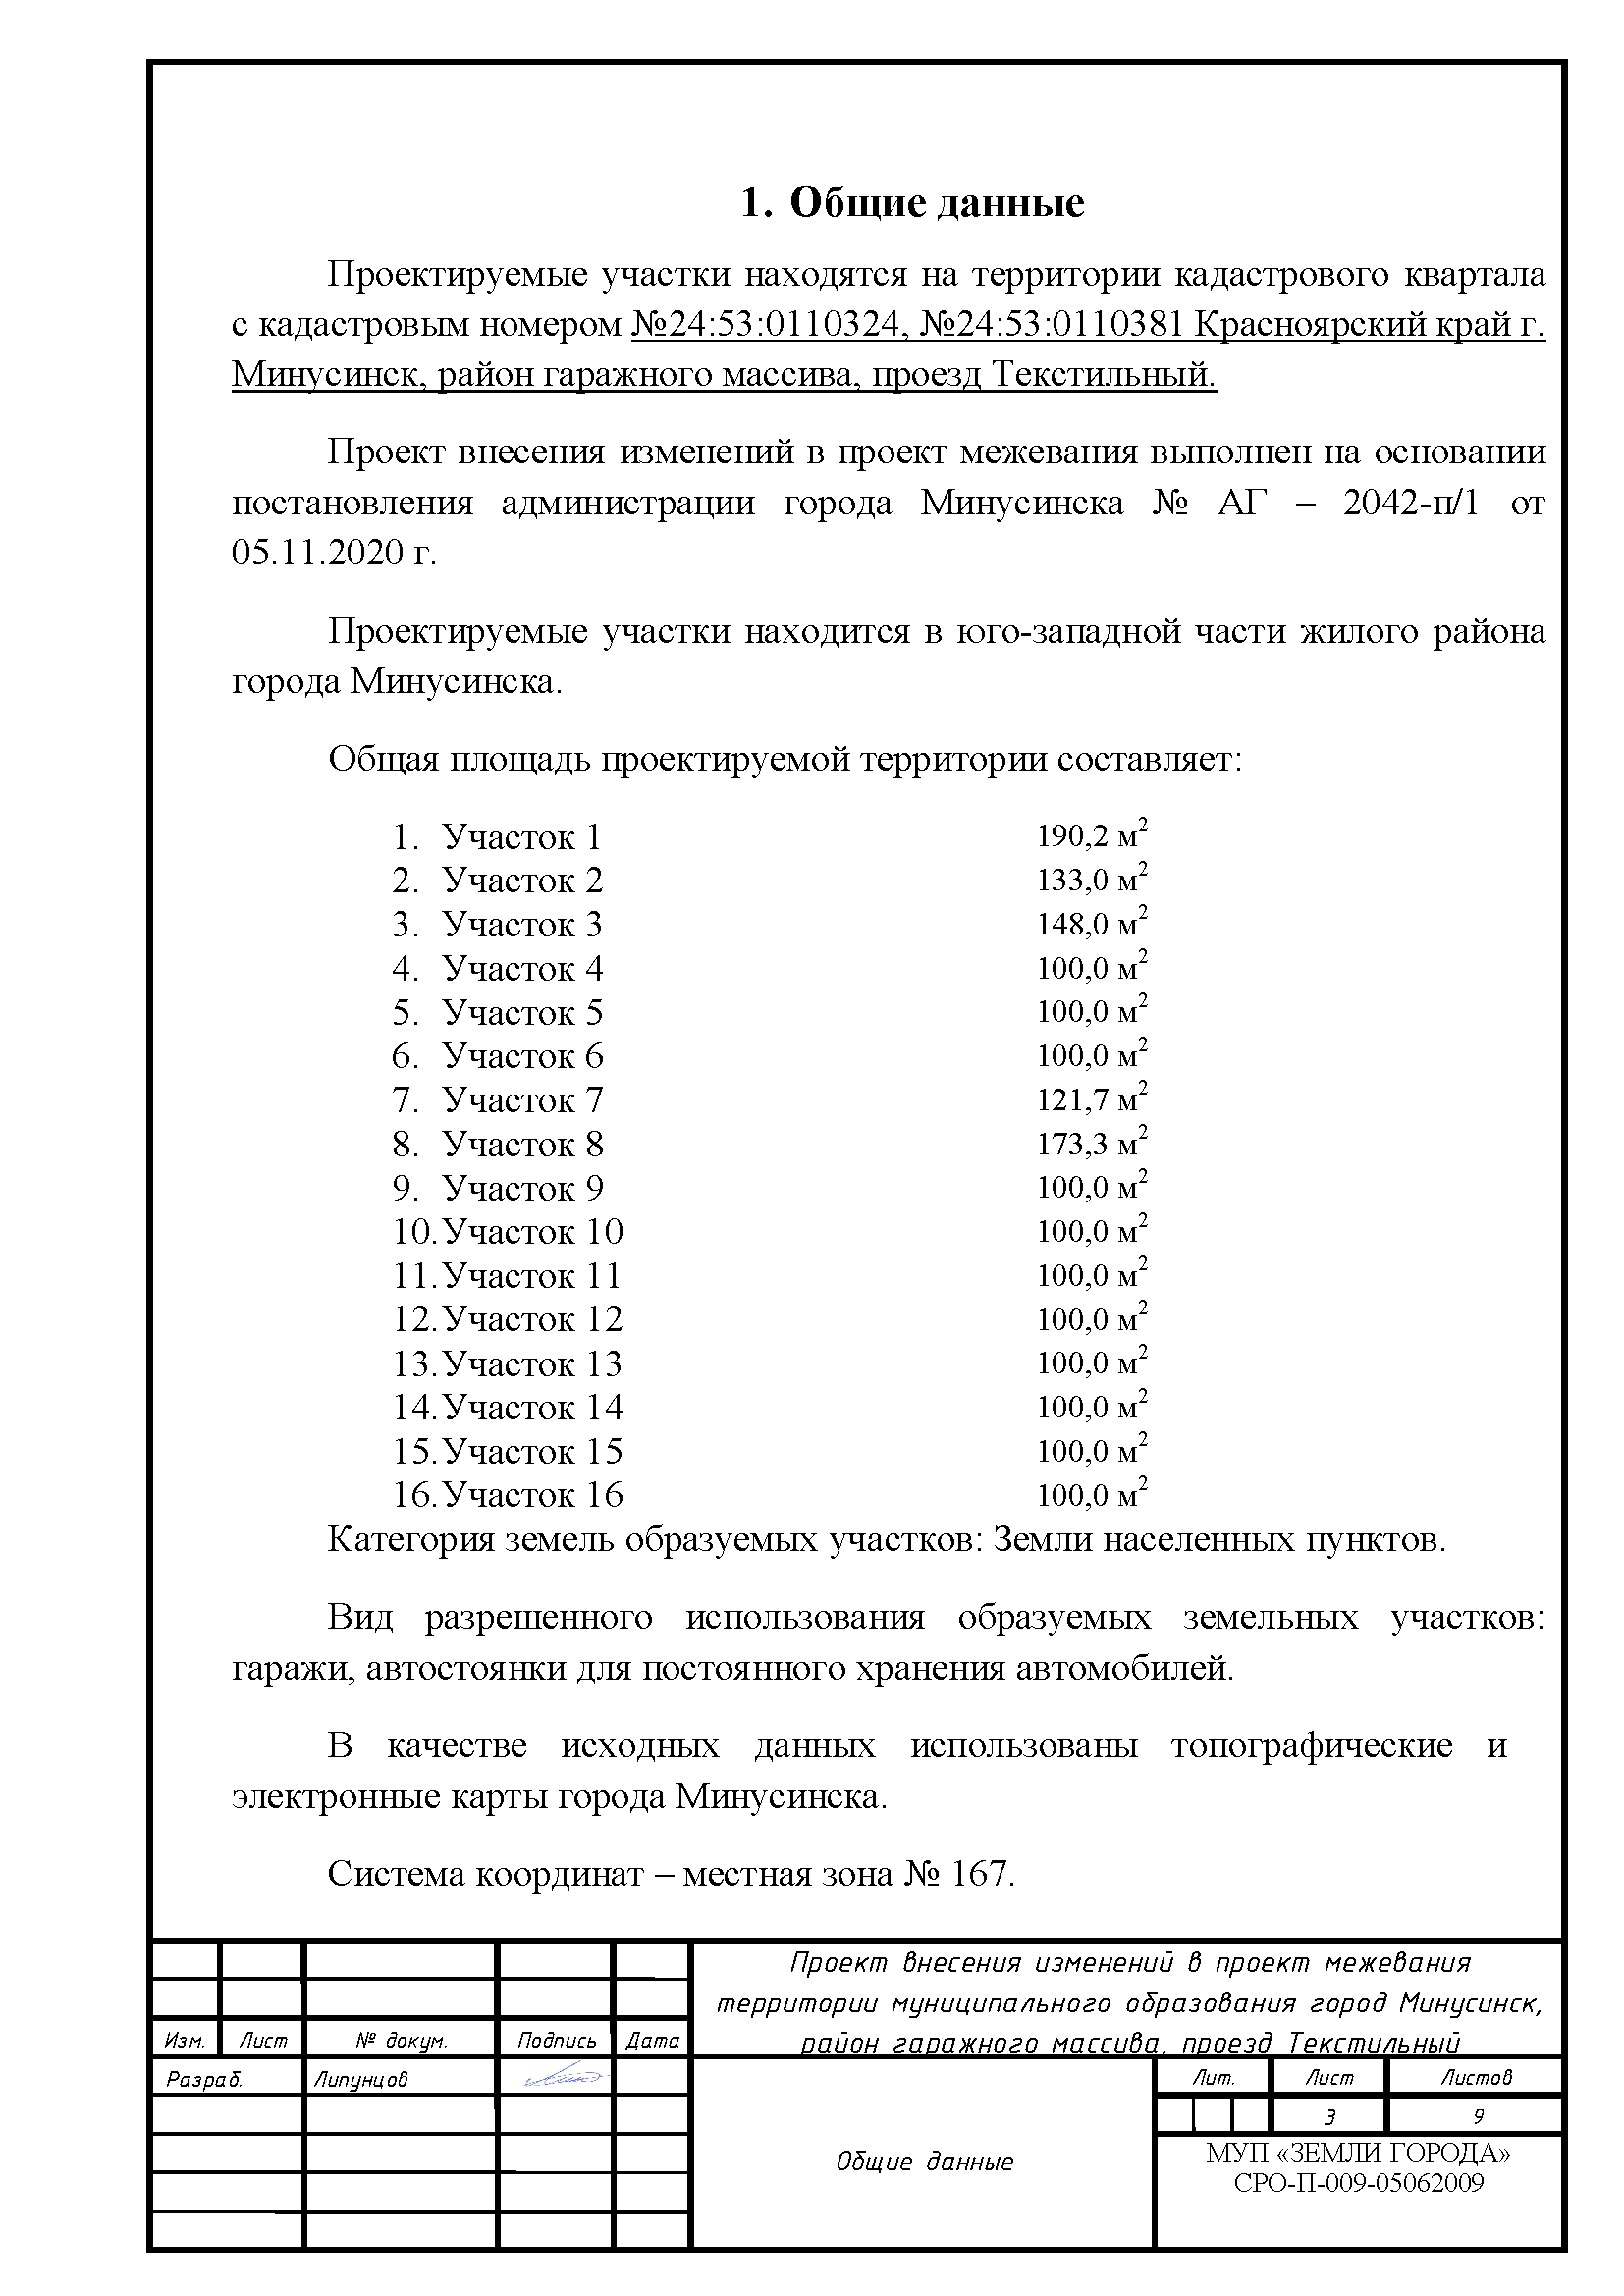 1. Общие данные
Проектируемые участки находятся на территории кадастрового квартала
с кадастровым номером №24:53:0110324, №24:53:0110381 Красноярский край г.
Минусинск, район гаражного массива, проезд Текстильный.
Проект внесения изменений в проект межевания выполнен на основании
постановления администрации города Минусинска № АГ – 2042-п/1 от
05.11.2020 г.
Проектируемые участки находится в юго-западной части жилого района
города Минусинска.
Общая площадь проектируемой территории составляет:
1. Участок 1 190,2 м²
2. Участок 2 133,0 м²
3. Участок 3 148,0 м²
4. Участок 4 100,0 м²
5. Участок 5 100,0 м²
6. Участок 6 100,0 м²
7. Участок 7 121,7 м²
8. Участок 8 173,3 м²
9. Участок 9 100,0 м²
10. Участок 10 100,0 м²
11. Участок 11 100,0 м²
12. Участок 12 100,0 м²
13. Участок 13 100,0 м²
14. Участок 14 100,0 м²
15. Участок 15 100,0 м²
16. Участок 16 100,0 м²
Категория земель образуемых участков: Земли населенных пунктов.
Вид разрешенного использования образуемых земельных участков:
гаражи, автостоянки для постоянного хранения автомобилей.
В качестве исходных данных использованы топографические и
электронные карты города Минусинска.
Система координат – местная зона № 167.
Проект внесения изменений в проект межевания
территории муниципального образования город Минусинск,
район гаражного массива, проезд Текстильный
Изм. Лист № докум. Подпись Дата
Разраб. Липунцов
Общие данные
Лит. Лист Листов
3 9
МУП «ЗЕМЛИ ГОРОДА»
СРО-П-009-05062009